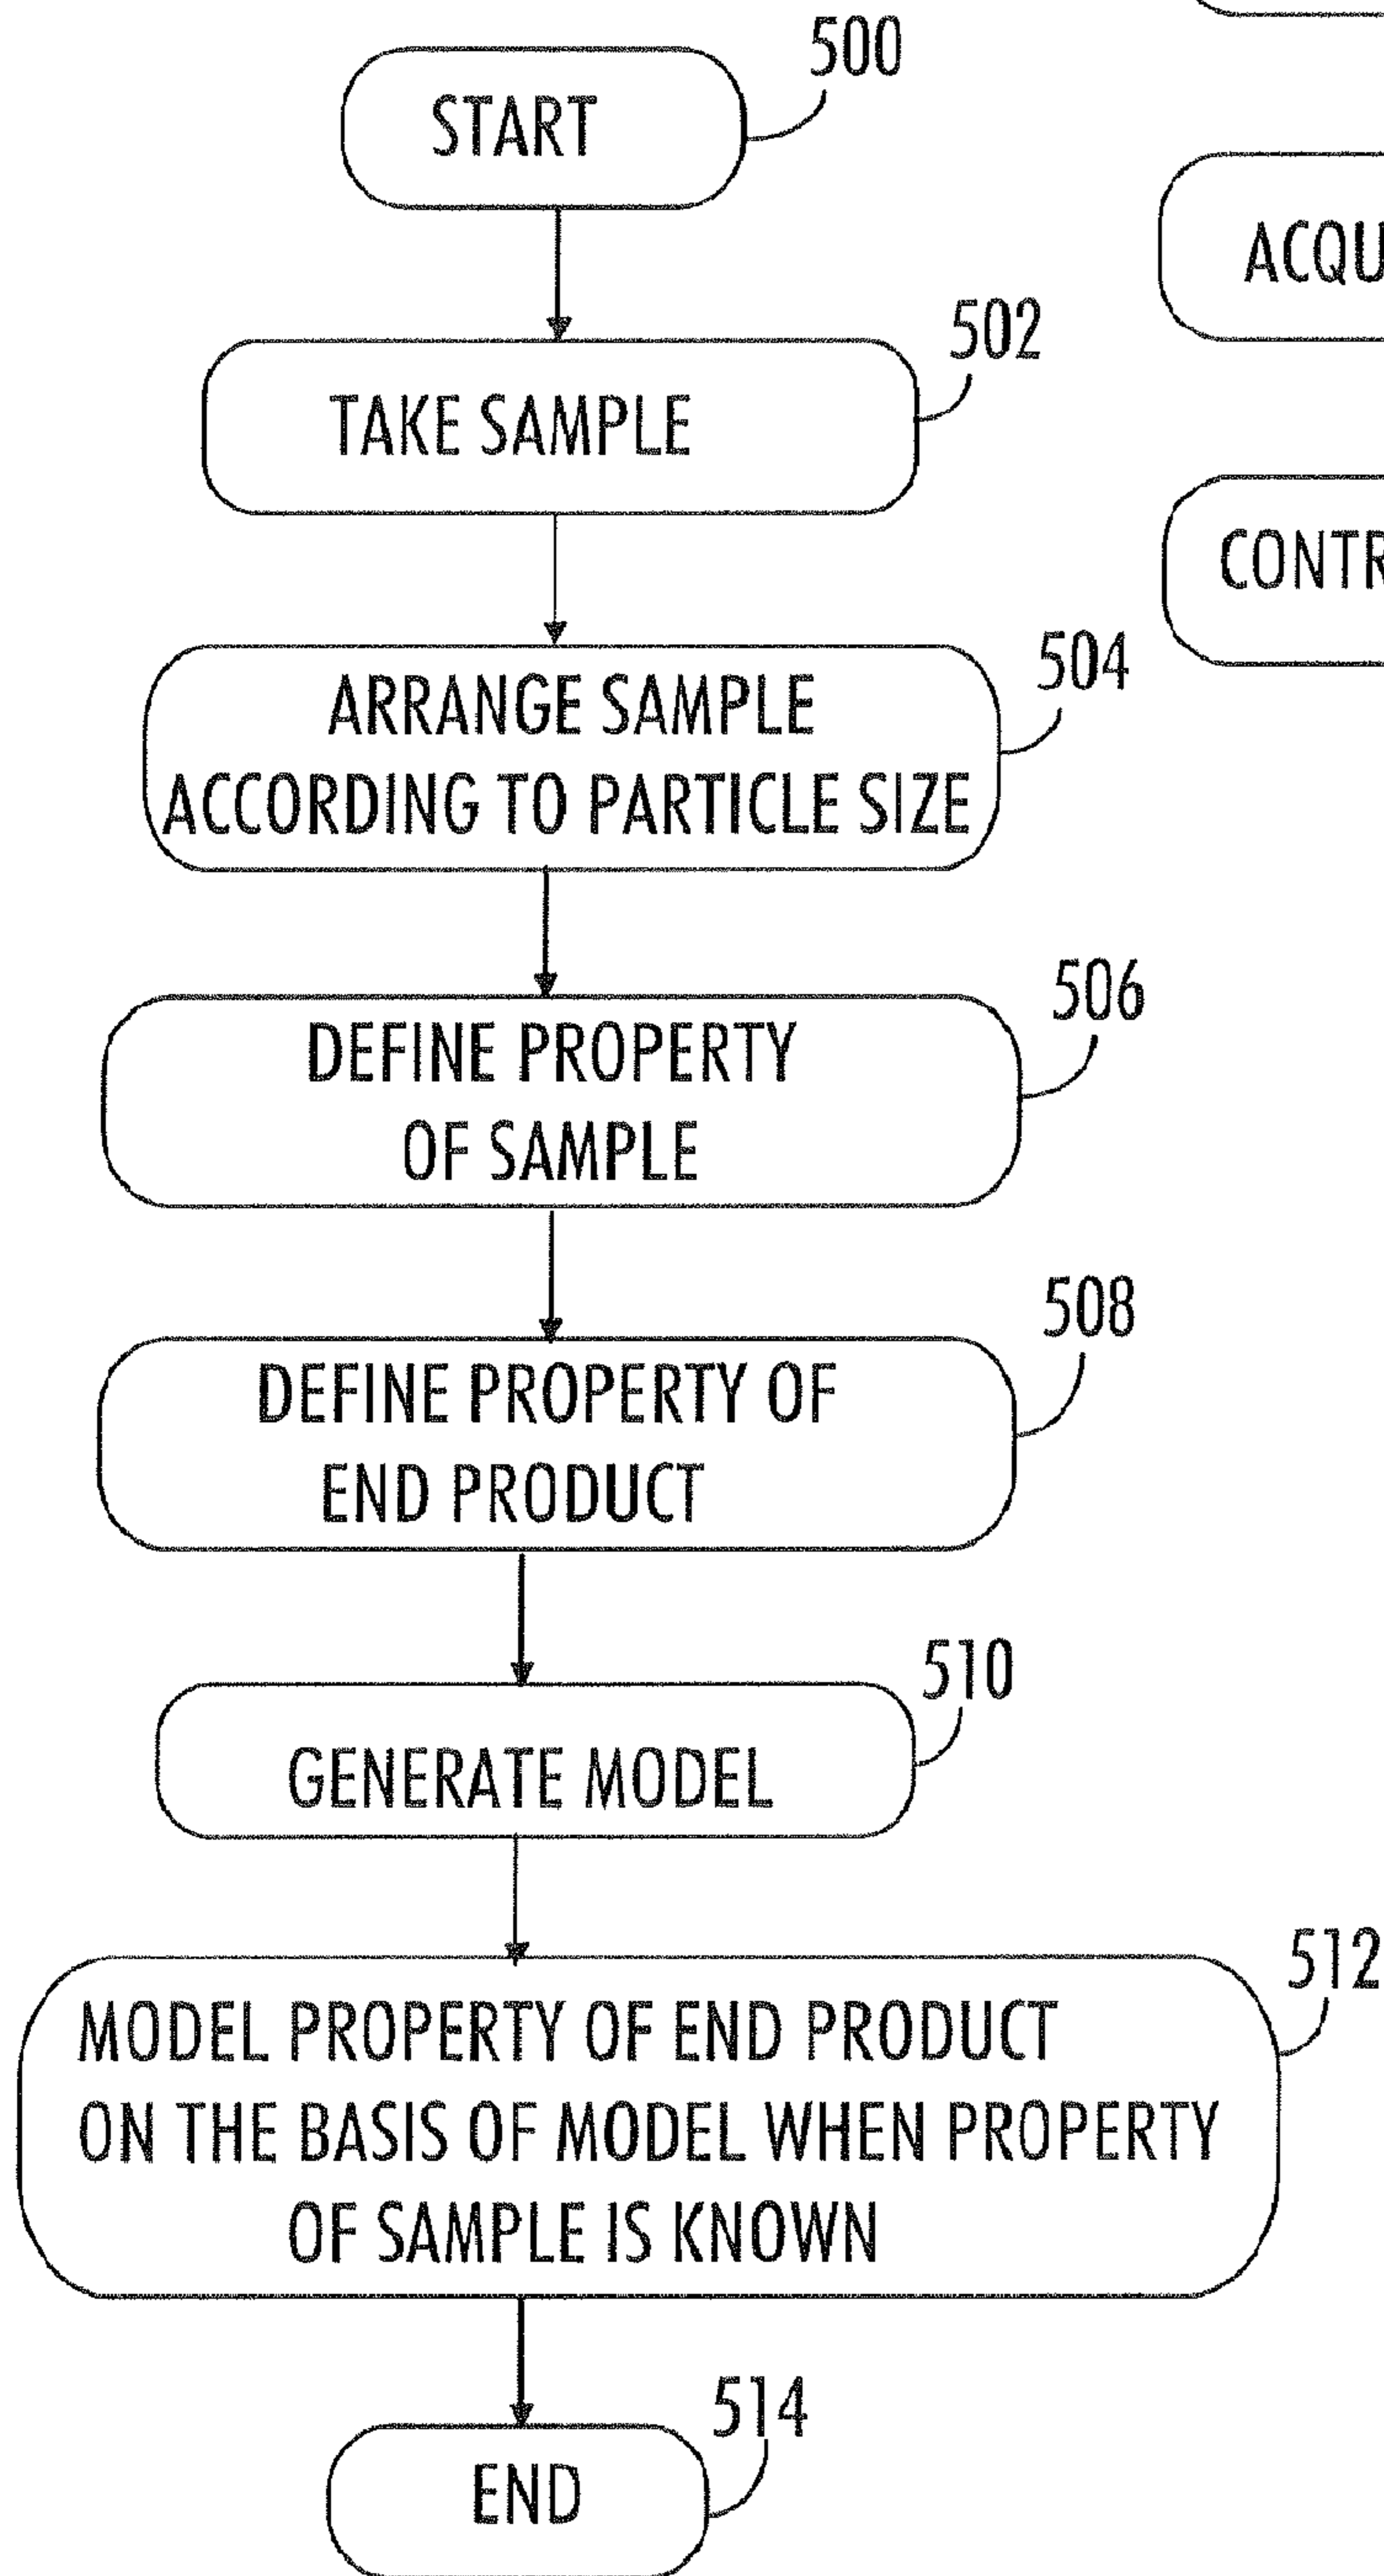 500
START
502
TAKE SAMPLE
504
ARRANGE SAMPLE
ACCORDING TO PARTICLE SIZE
506
DEFINE PROPERTY
OF SAMPLE
508
DEFINE PROPERTY OF
END PRODUCT
510
GENERATE MODEL
512
MODEL PROPERTY OF END PRODUCT
ON THE BASIS OF MODEL WHEN PROPERTY
OF SAMPLE IS KNOWN
514
END
ACQU
CONTR